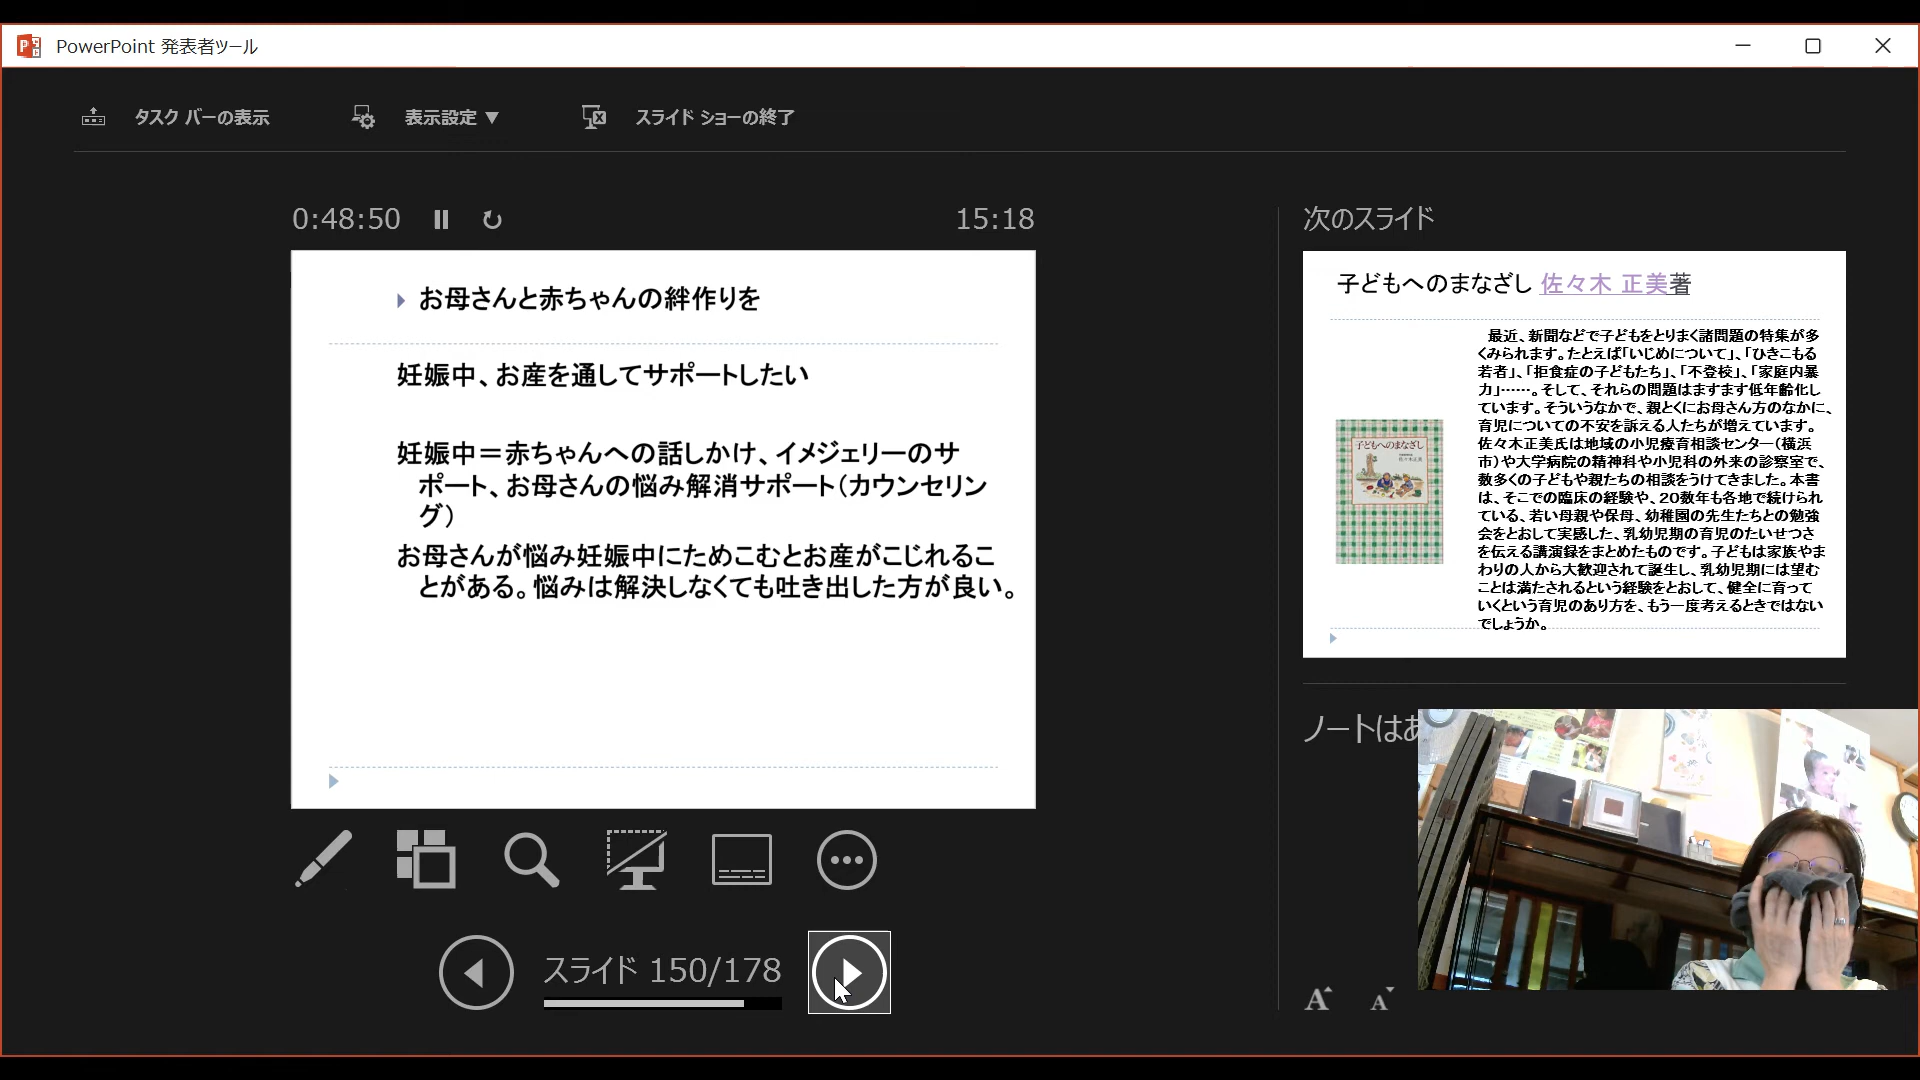 PowerPoint 発表者ツール
タスク バーの表示
表示設定 ▼
スライド ショーの終了
0:48:50
15:18
お母さんと赤ちゃんの絆作りを
妊娠中、お産を通してサポートしたい
妊娠中＝赤ちゃんへの話しかけ、イメジェリーのサ
ポート、お母さんの悩み解消サポート（カウンセリン
グ）
お母さんが悩み妊娠中にためこむとお産がこじれるこ
とがある。悩みは解決しなくても吐き出した方が良い。
スライド 150/178
次のスライド
子どもへのまなざし 佐々木 正美著
最近、新聞などで子どもをとりまく諸問題の特集が多
くみられます。たとえば「いじめについて」、「ひきこもる
若者」、「拒食症の子どもたち」、「不登校」、「家庭内暴
力」……。そして、それらの問題はますます低年齢化し
ています。そういうなかで、親とくにお母さん方のなかに、
育児についての不安を訴える人たちが増えています。
佐々木正美氏は地域の小児療育相談センター（横浜
市）や大学病院の精神科や小児科の外来の診察室で、
数多くの子どもや親たちの相談をうけてきました。本書
は、そこでの臨床の経験や、20数年も各地で続けられ
ている、若い母親や保母、幼稚園の先生たちとの勉強
会をとおして実感した、乳幼児期の育児のたいせつさ
を伝える講演録をまとめたものです。子どもは家族やま
わりの人から大歓迎されて誕生し、乳幼児期には望む
ことは満たされるという経験をとおして、健全に育って
いくという育児のあり方を、もう一度考えるときではない
でしょうか。
子どもへのまなざし
佐々木正美
ノートはあ
A
A